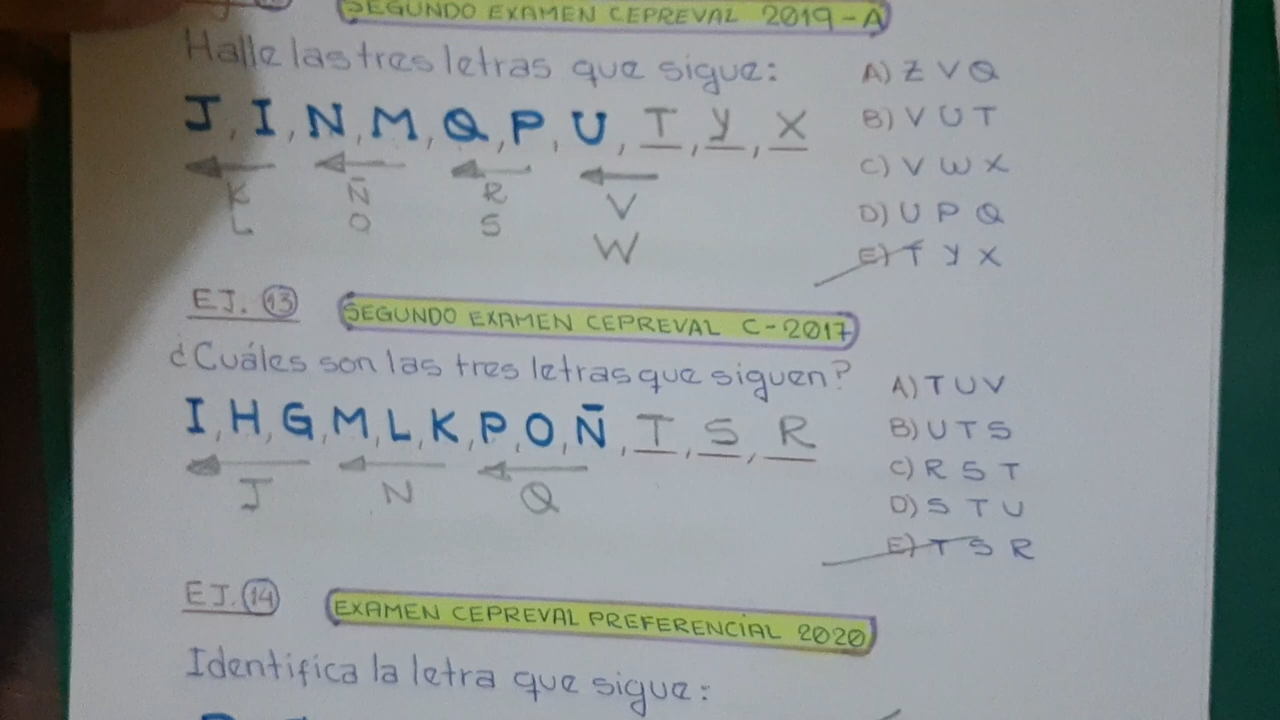 SEGUNDO EXAMEN CEPREVAL 2019-A
Halle las tres letras que sigue:
J, I, N, M, Q, P, U, T, Y, X
K Ñ R V
L O S W
A) Z V Q
B) V U T
C) V W X
D) U P Q
E) T Y X
EJ. 13 SEGUNDO EXAMEN CEPREVAL C-2017
¿Cuáles son las tres letras que siguen?
I, H, G, M, L, K, P, O, Ñ, T, S, R
J N Q
A) T U V
B) U T S
C) R S T
D) S T U
E) T S R
EJ. 14 EXAMEN CEPREVAL PREFERENCIAL 2020
Identifica la letra que sigue: